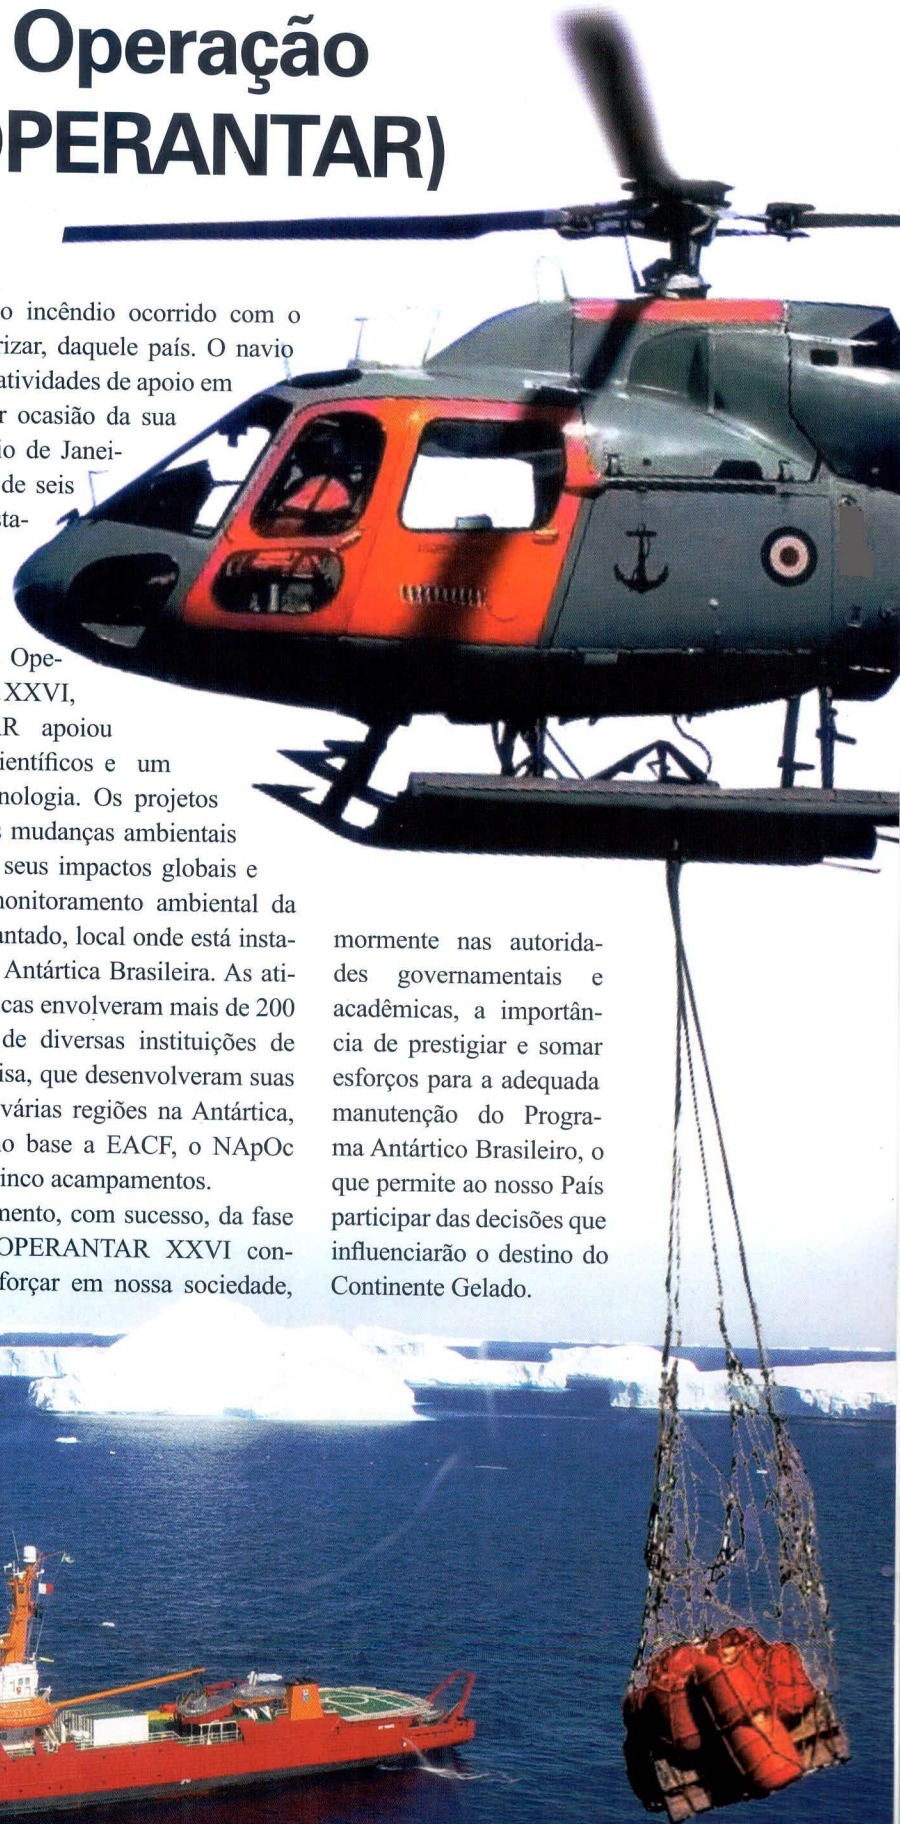 Operação
OPERANTAR)
o incêndio ocorrido com o
rizar, daquele país. O navio
atividades de apoio em
r ocasião da sua
io de Janei-
de seis
sta-
Ope-
XXVI,
R apoiou
ientíficos e um
nologia. Os projetos
s mudanças ambientais
seus impactos globais e
nonitoramento ambiental da
antado, local onde está insta-
Antártica Brasileira. As ati-
cas envolveram mais de 200
de diversas instituições de
isa, que desenvolveram suas
várias regiões na Antártica,
o base a EACF, o NApOc
inco acampamentos.
mento, com sucesso, da fase
OPERANTAR XXVI con-
forçar em nossa sociedade,
mormente nas autorida-
des governamentais e
acadêmicas, a importân-
cia de prestigiar e somar
esforços para a adequada
manutenção do Progra-
ma Antártico Brasileiro, o
que permite ao nosso País
participar das decisões que
influenciarão o destino do
Continente Gelado.